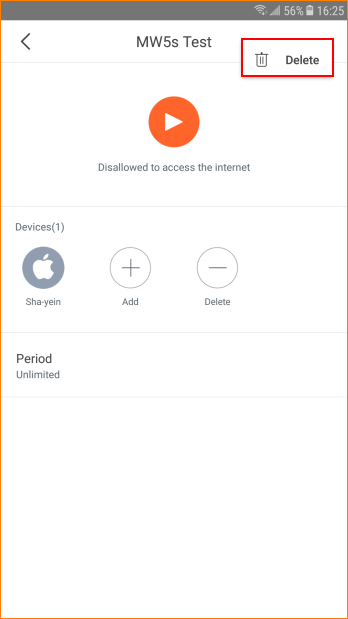 56% 16:25
MW5s Test
Delete
Disallowed to access the internet
Devices(1)
Sha-yein Add Delete
Period
Unlimited